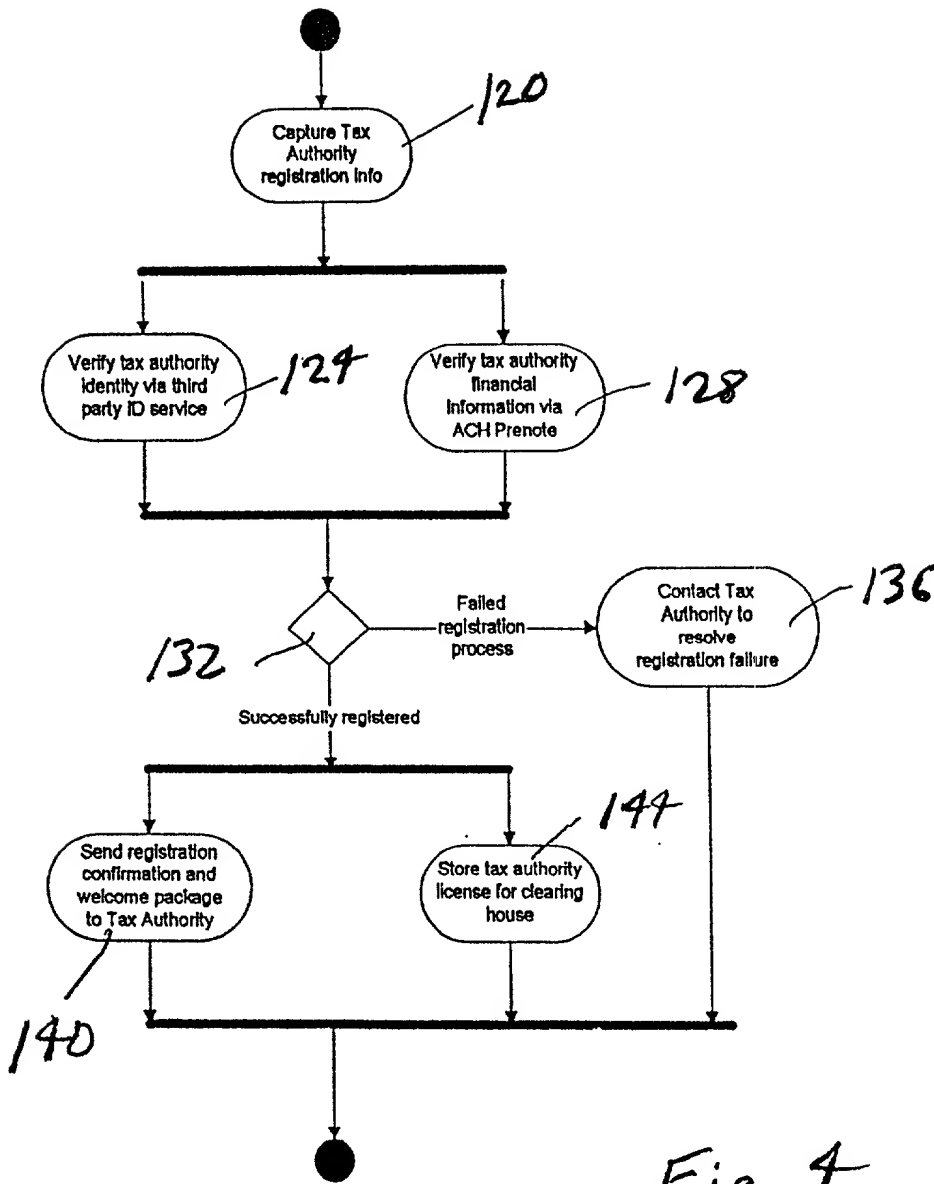 120
Capture Tax
Authority
registration info
Verify tax authority
identity via third
party ID service
124
Verify tax authority
financial
information via
ACH Prenote
128
132
Failed
registration
process
Contact Tax
Authority to
resolve
registration failure
136
Successfully registered
Send registration
confirmation and
welcome package
to Tax Authority
140
Store tax authority
license for clearing
house
144
Fig. 4